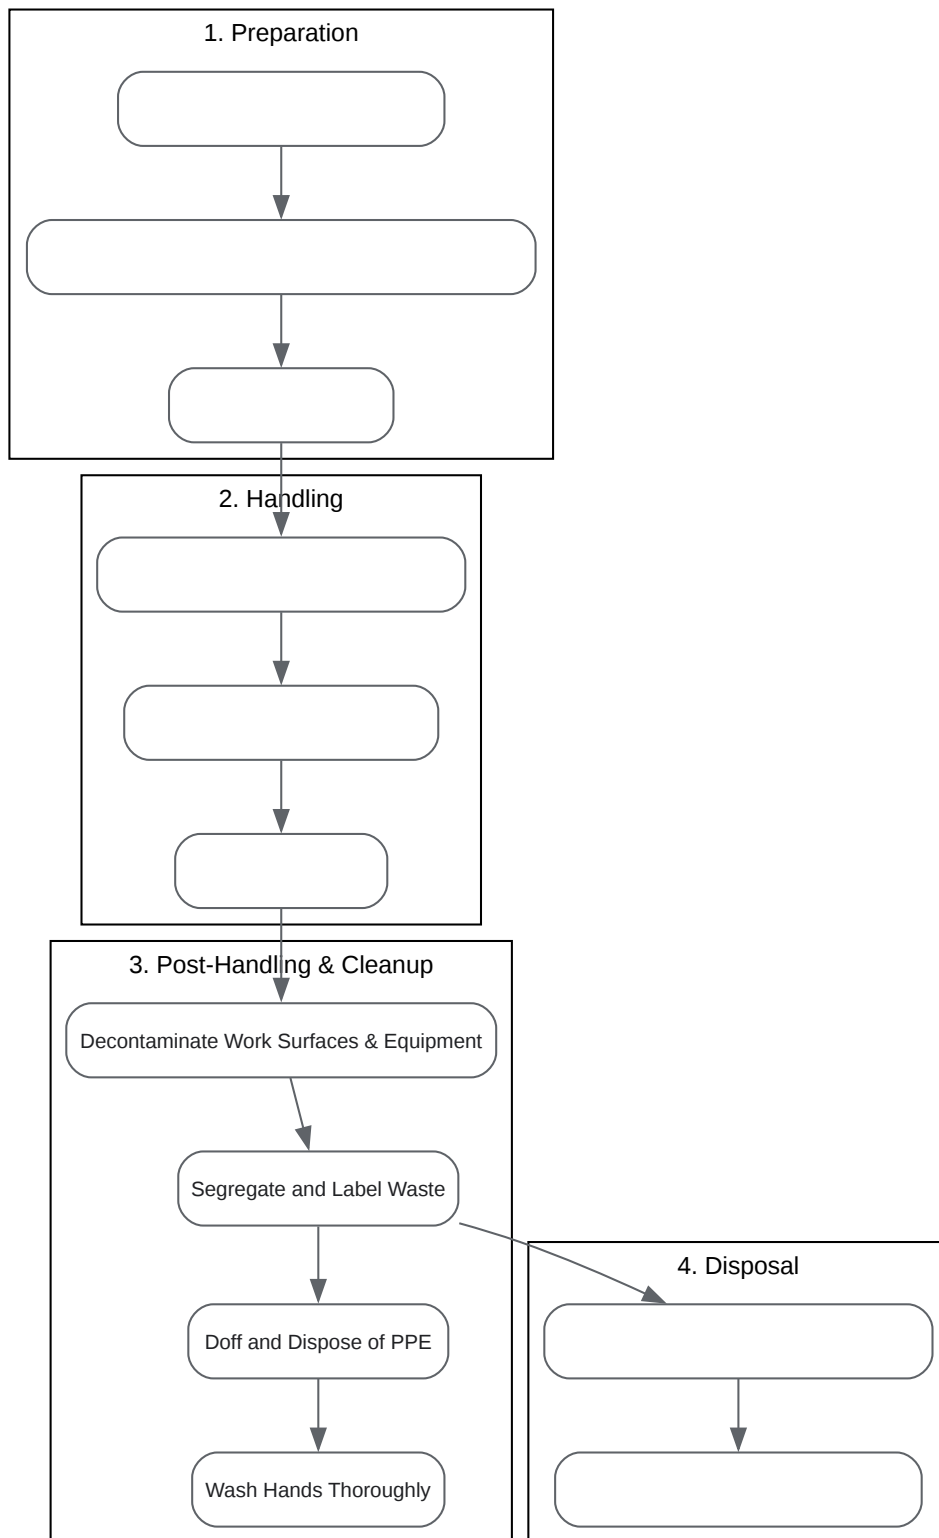 1. Preparation
2. Handling
3. Post-Handling & Cleanup
Decontaminate Work Surfaces & Equipment
Segregate and Label Waste
Doff and Dispose of PPE
Wash Hands Thoroughly
4. Disposal